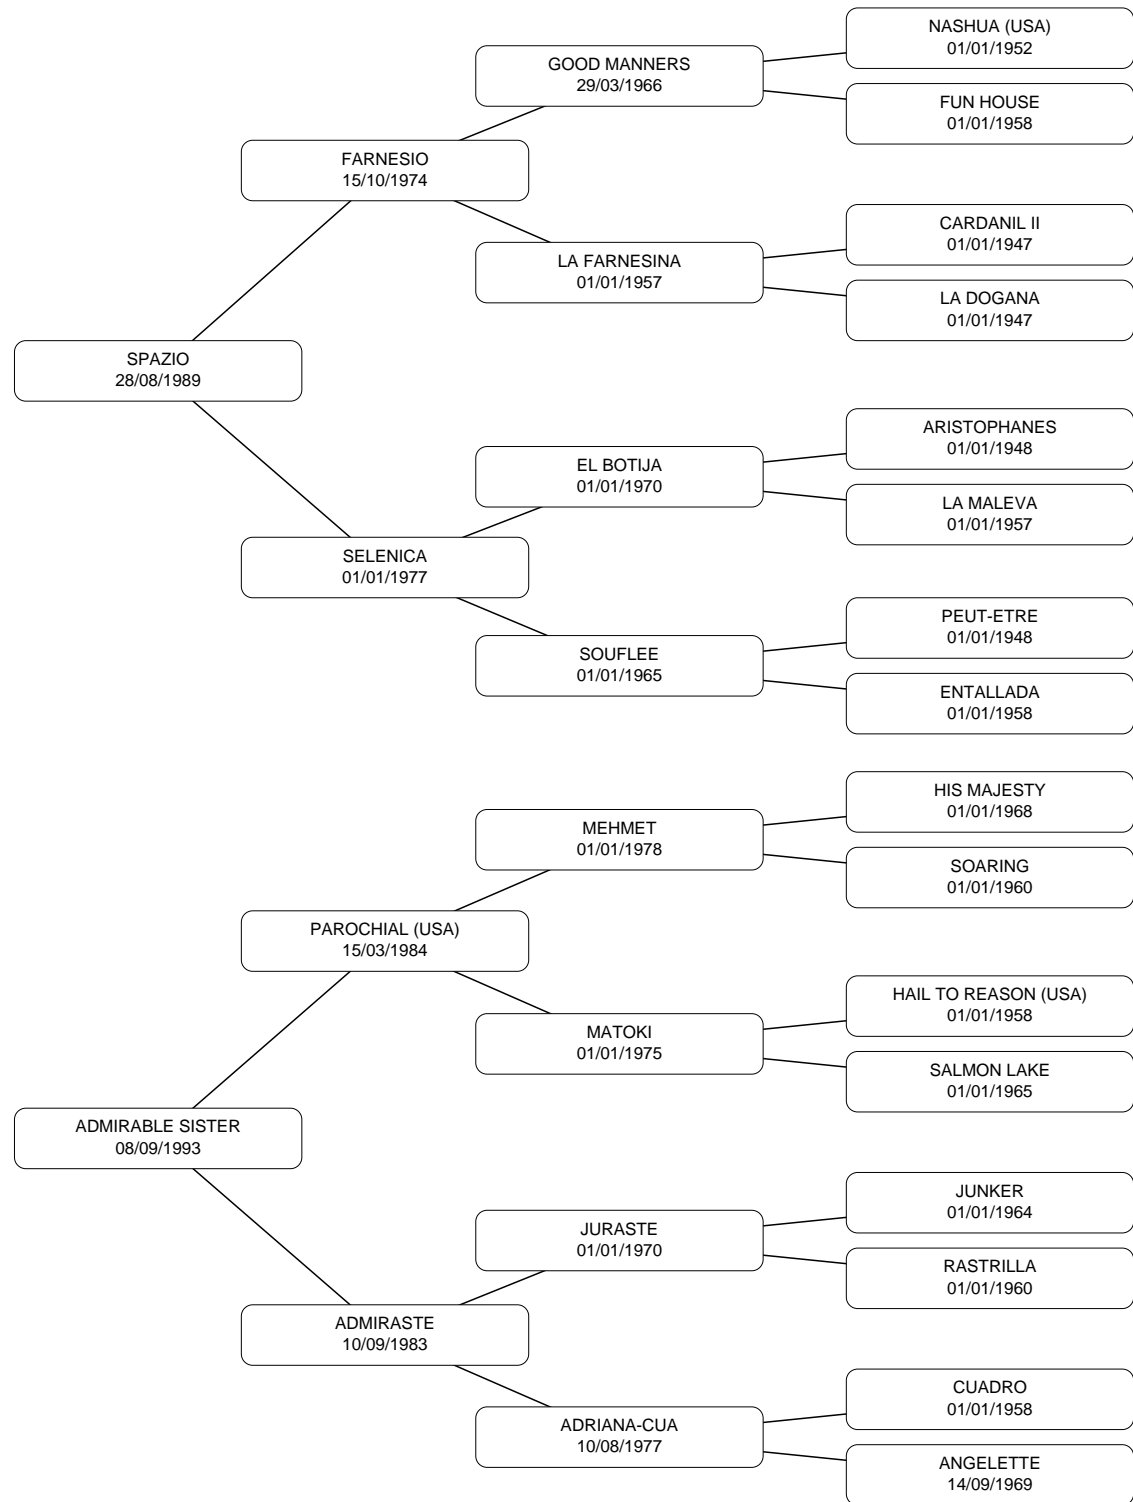 NASHUA (USA)
01/01/1952
GOOD MANNERS
29/03/1966
FUN HOUSE
01/01/1958
FARNESIO
15/10/1974
CARDANIL II
01/01/1947
LA FARNESINA
01/01/1957
LA DOGANA
01/01/1947
SPAZIO
28/08/1989
ARISTOPHANES
01/01/1948
EL BOTIJA
01/01/1970
LA MALEVA
01/01/1957
SELENICA
01/01/1977
PEUT-ETRE
01/01/1948
SOUFLEE
01/01/1965
ENTALLADA
01/01/1958
HIS MAJESTY
01/01/1968
MEHMET
01/01/1978
SOARING
01/01/1960
PAROCHIAL (USA)
15/03/1984
HAIL TO REASON (USA)
01/01/1958
MATOKI
01/01/1975
SALMON LAKE
01/01/1965
ADMIRABLE SISTER
08/09/1993
JUNKER
01/01/1964
JURASTE
01/01/1970
RASTRILLA
01/01/1960
ADMIRASTE
10/09/1983
CUADRO
01/01/1958
ADRIANA-CUA
10/08/1977
ANGELETTE
14/09/1969